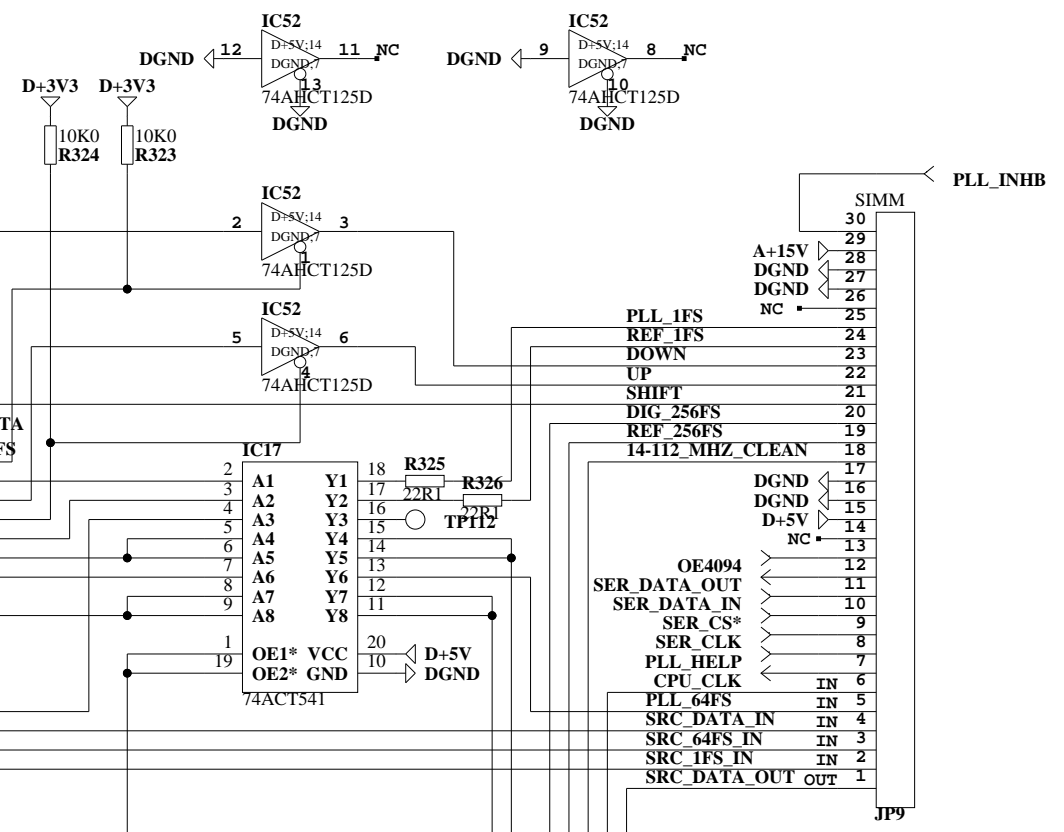 IC52
D+5V;14
DGND;7
DGND
12
11
NC
13
74AHCT125D
DGND
IC52
D+5V;14
DGND;7
DGND
9
8
NC
10
74AHCT125D
DGND
D+3V3
D+3V3
10K0
R324
10K0
R323
IC52
D+5V;14
DGND;7
2
3
1
74AHCT125D
IC52
D+5V;14
DGND;7
5
6
4
74AHCT125D
TA
FS
IC17
2 A1
3 A2
4 A3
5 A4
6 A5
7 A6
8 A7
9 A8
1 OE1*
19 OE2*
Y1 18
Y2 17
Y3 16
Y4 15
Y5 14
Y6 13
Y7 12
Y8 11
VCC 20
GND 10
D+5V
DGND
74ACT541
R325
22R1
R326
22R1
TP112
PLL_INHB
SIMM
30
29
A+15V 28
DGND 27
DGND 26
NC 25
PLL_1FS 24
REF_1FS 23
DOWN 22
UP 21
SHIFT 20
DIG_256FS 19
REF_256FS 18
14-112_MHZ_CLEAN 17
DGND 16
DGND 15
D+5V 14
NC 13
OE4094 12
SER_DATA_OUT 11
SER_DATA_IN 10
SER_CS* 9
SER_CLK 8
PLL_HELP 7
CPU_CLK IN 6
PLL_64FS IN 5
SRC_DATA_IN IN 4
SRC_64FS_IN IN 3
SRC_1FS_IN IN 2
SRC_DATA_OUT OUT 1
JP9